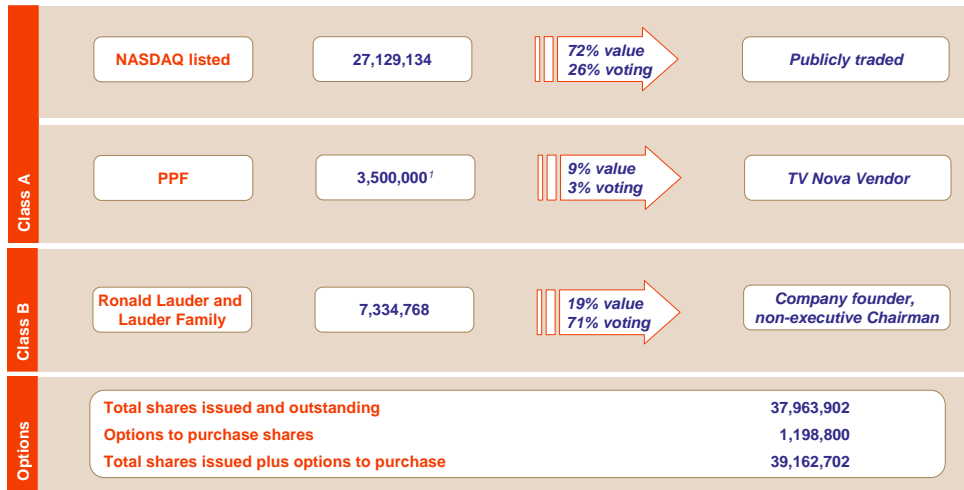 Class A
NASDAQ listed
27,129,134
72% value
26% voting
Publicly traded
PPF
3,500,000¹
9% value
3% voting
TV Nova Vendor
Class B
Ronald Lauder and
Lauder Family
7,334,768
19% value
71% voting
Company founder,
non-executive Chairman
Options
Total shares issued and outstanding 37,963,902
Options to purchase shares 1,198,800
Total shares issued plus options to purchase 39,162,702